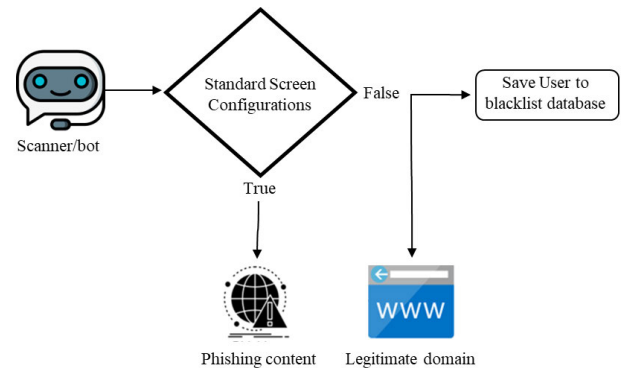 Standard Screen
Configurations
False
Save User to
blacklist database
Scanner/bot
True
WWW
Phishing content
Legitimate domain